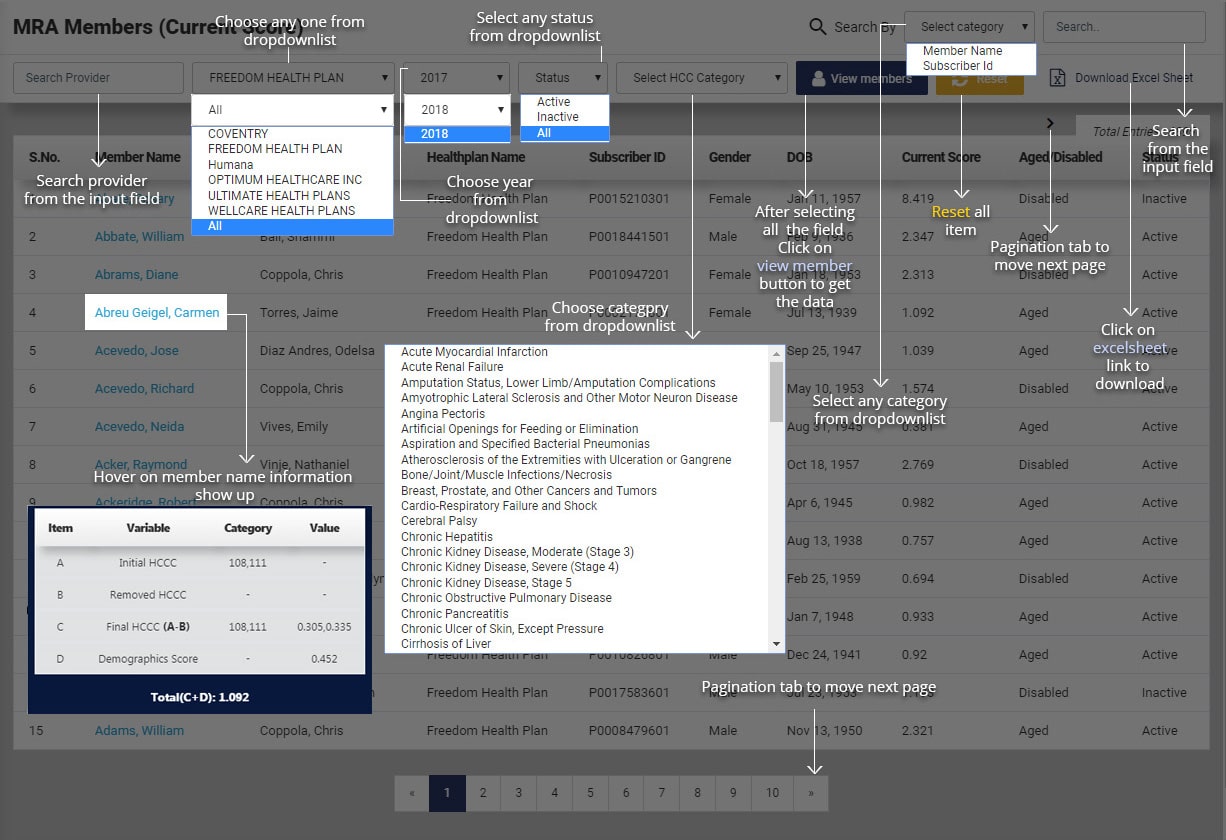 MRA Members (Current Score)
Choose any one from
dropdownlist
Select any status
from dropdownlist
Search By
Select category
Search..
Member Name
Subscriber Id
Search Provider
FREEDOM HEALTH PLAN
2017
Status
Select HCC Category
View members
Reset
Download Excel Sheet
All
COVENTRY
FREEDOM HEALTH PLAN
Humana
OPTIMUM HEALTHCARE INC
ULTIMATE HEALTH PLANS
WELLCARE HEALTH PLANS
All
2018
2018
Active
Inactive
All
Total
Search
from the
input field
Search provider
from the input field
Choose year
from
dropdownlist
After selecting
all the field
Click on
view member
button to get
the data
Reset all
item
Pagination tab to
move next page
Click on
excelsheet
link to
download
Select any category
from dropdownlist
Choose categpry
from dropdownlist
S.No. Member Name Healthplan Name Subscriber ID Gender DOB Current Score Aged/Disabled Status
Freedom Health Plan P0015210301 Female Jan 11, 1957 8.419 Disabled Inactive
2 Abbate, William Ball, Shammi Freedom Health Plan P0018441501 Male Feb 9, 1936 2.347 Aged Active
3 Abrams, Diane Coppola, Chris Freedom Health Plan P0010947201 Female Jan 18, 1953 2.313 Active
4 Abreu Geigel, Carmen Torres, Jaime Freedom Health Plan Female Jul 13, 1939 1.092 Aged Active
5 Acevedo, Jose Diaz Andres, Odelsa Sep 25, 1947 1.039 Aged
6 Acevedo, Richard Coppola, Chris May 10, 1953 1.574 Disabled Active
7 Acevedo, Neida Vives, Emily Aug 31, 1945 0.381 Aged Active
8 Acker, Raymond Vinje, Nathaniel Oct 18, 1957 2.769 Disabled Active
9 Ackeridge, Robert Coppola, Chris Apr 6, 1945 0.982 Aged Active
Aug 13, 1938 0.757 Aged Active
Feb 25, 1959 0.694 Disabled Active
Jan 7, 1948 0.933 Aged Active
Freedom Health Plan P0010826801 Male Dec 24, 1941 0.92 Aged Active
Freedom Health Plan P0017583601 Disabled Inactive
15 Adams, William Coppola, Chris Freedom Health Plan P0008479601 Male Nov 13, 1950 2.321 Aged Active
Acute Myocardial Infarction
Acute Renal Failure
Amputation Status, Lower Limb/Amputation Complications
Amyotrophic Lateral Sclerosis and Other Motor Neuron Disease
Angina Pectoris
Artificial Openings for Feeding or Elimination
Aspiration and Specified Bacterial Pneumonias
Atherosclerosis of the Extremities with Ulceration or Gangrene
Bone/Joint/Muscle Infections/Necrosis
Breast, Prostate, and Other Cancers and Tumors
Cardio-Respiratory Failure and Shock
Cerebral Palsy
Chronic Hepatitis
Chronic Kidney Disease, Moderate (Stage 3)
Chronic Kidney Disease, Severe (Stage 4)
Chronic Kidney Disease, Stage 5
Chronic Obstructive Pulmonary Disease
Chronic Pancreatitis
Chronic Ulcer of Skin, Except Pressure
Cirrhosis of Liver
Hover on member name information
show up
Item Variable Category Value
A Initial HCCC 108,111 -
B Removed HCCC - -
C Final HCCC (A-B) 108,111 0.305,0.335
D Demographics Score - 0.452
Total(C+D): 1.092
Pagination tab to move next page
« 1 2 3 4 5 6 7 8 9 10 »